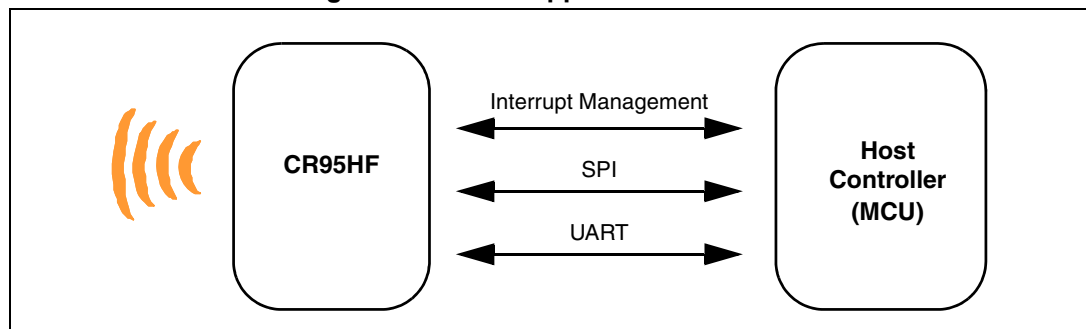 Interrupt Management
CR95HF
SPI
UART
Host
Controller
(MCU)